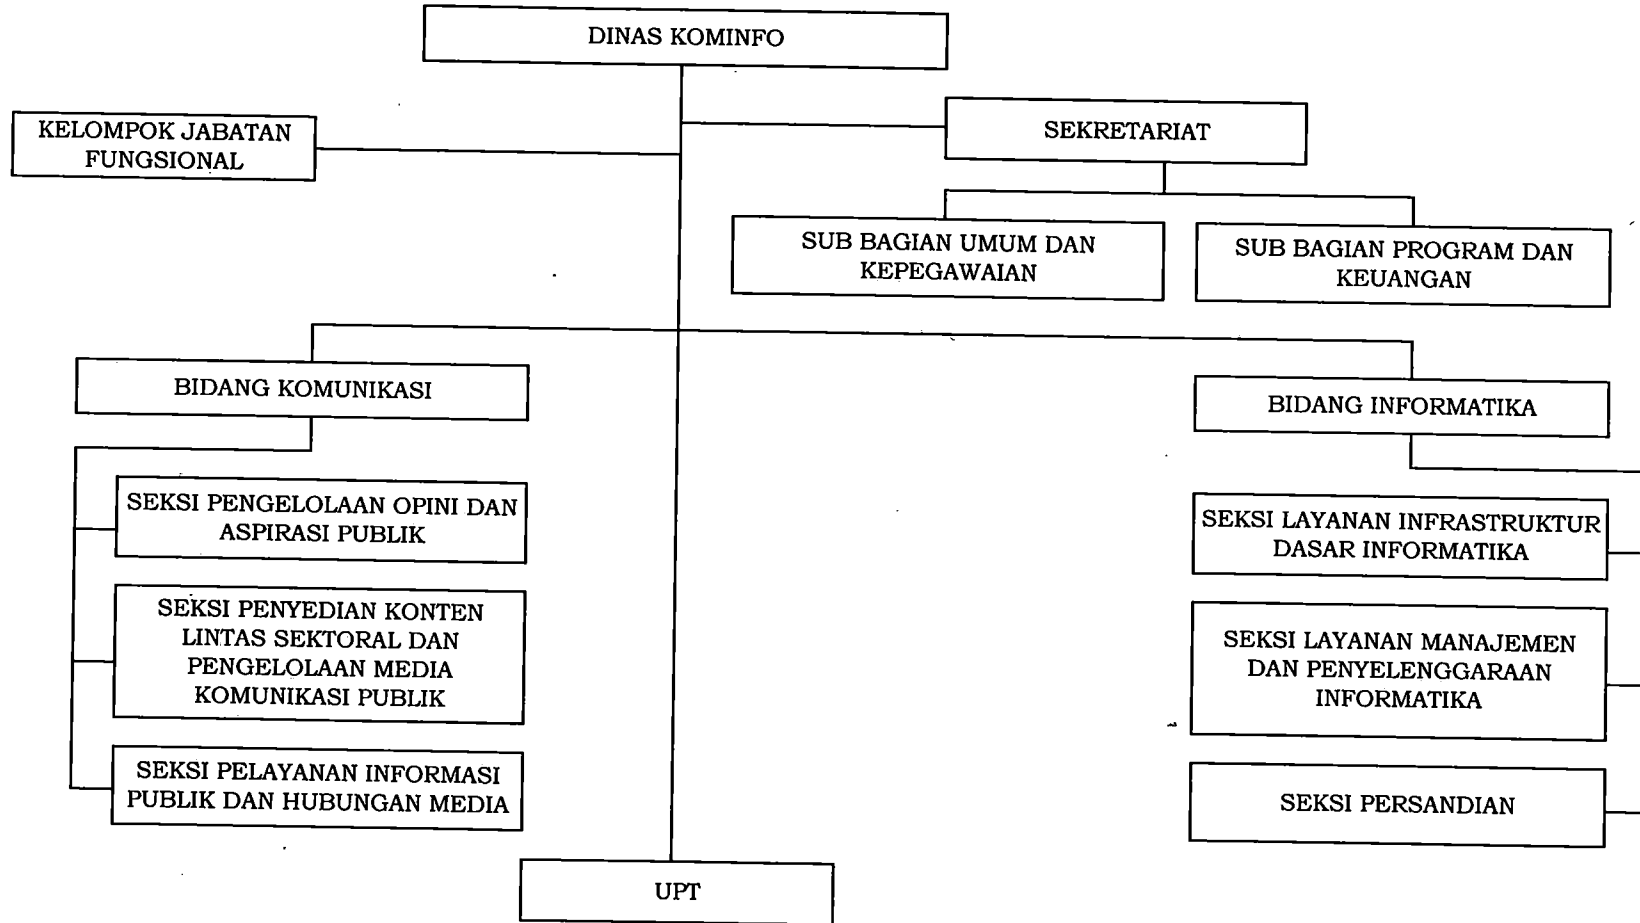 DINAS KOMINFO
KELOMPOK JABATAN
FUNGSIONAL
SEKRETARIAT
SUB BAGIAN UMUM DAN
KEPEGAWAIAN
SUB BAGIAN PROGRAM DAN
KEUANGAN
BIDANG KOMUNIKASI
SEKSI PENGELOLAAN OPINI DAN
ASPIRASI PUBLIK
SEKSI PENYEDIAN KONTEN
LINTAS SEKTORAL DAN
PENGELOLAAN MEDIA
KOMUNIKASI PUBLIK
SEKSI PELAYANAN INFORMASI
PUBLIK DAN HUBUNGAN MEDIA
BIDANG INFORMATIKA
SEKSI LAYANAN INFRASTRUKTUR
DASAR INFORMATIKA
SEKSI LAYANAN MANAJEMEN
DAN PENYELENGGARAAN
INFORMATIKA
SEKSI PERSANDIAN
UPT